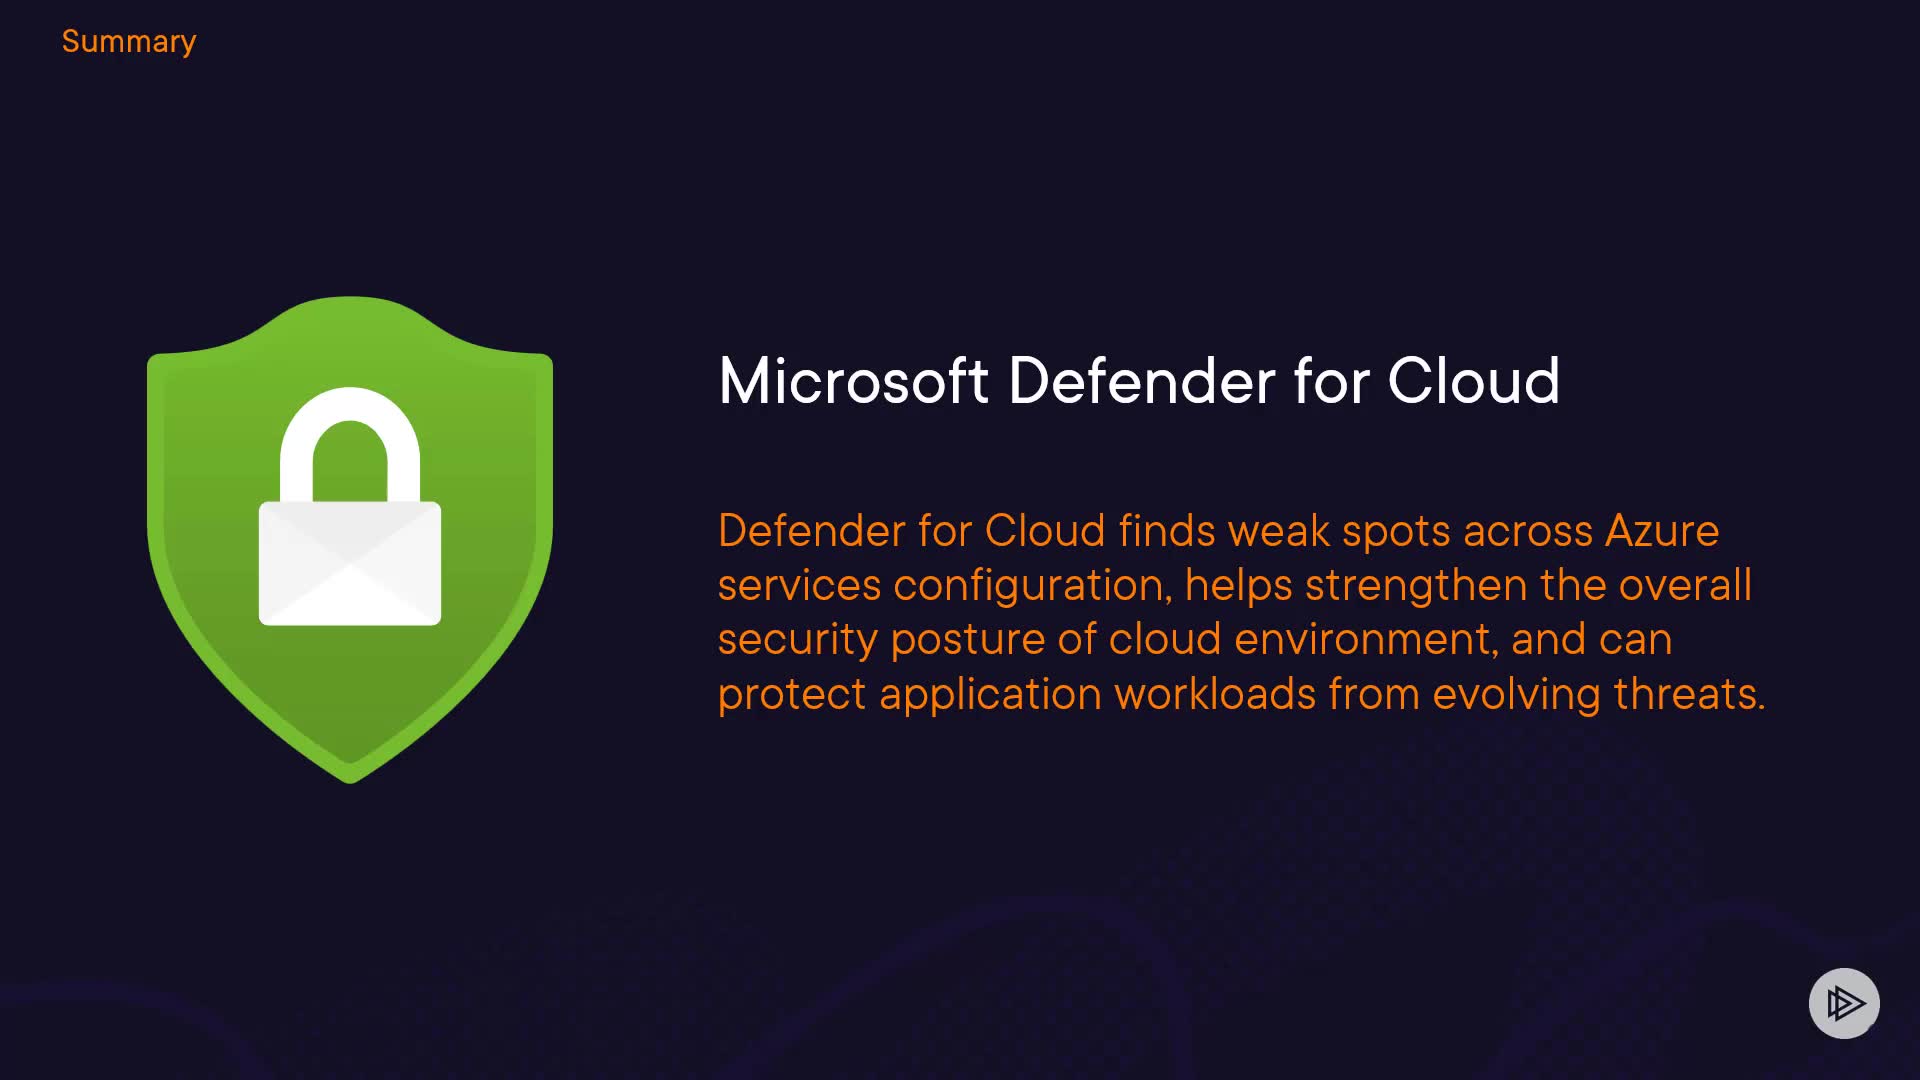 Summary
Microsoft Defender for Cloud
Defender for Cloud finds weak spots across Azure
services configuration, helps strengthen the overall
security posture of cloud environment, and can
protect application workloads from evolving threats.